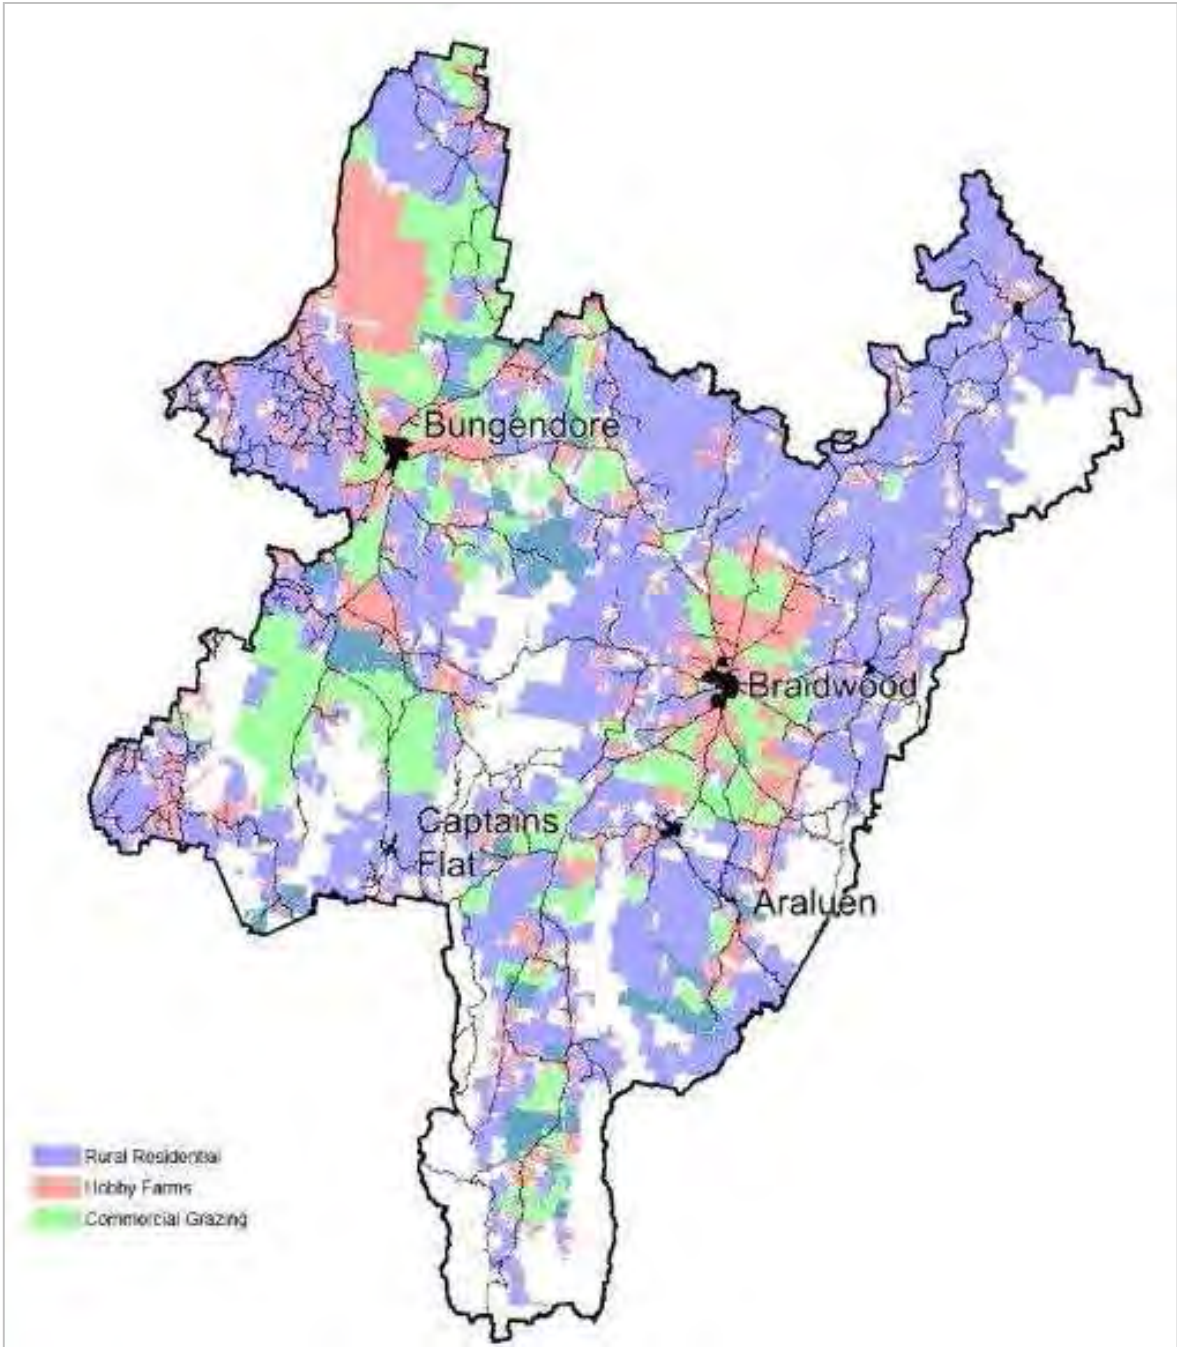 Bungendore
Braidwood
Captains
Flat
Araluen
Rural Residential
Hobby Farms
Commercial Grazing